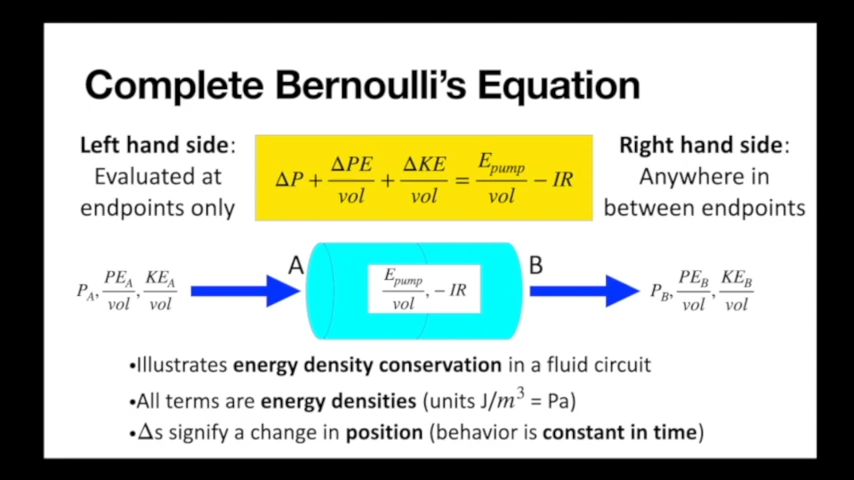 Complete Bernoulli's Equation
Left hand side:
Evaluated at
endpoints only
ΔP + ΔPE/vol + ΔKE/vol = E_pump/vol − IR
Right hand side:
Anywhere in
between endpoints
P_A, PE_A/vol, KE_A/vol
A
E_pump/vol, − IR
B
P_B, PE_B/vol, KE_B/vol
•Illustrates energy density conservation in a fluid circuit
•All terms are energy densities (units J/m³ = Pa)
•Δs signify a change in position (behavior is constant in time)